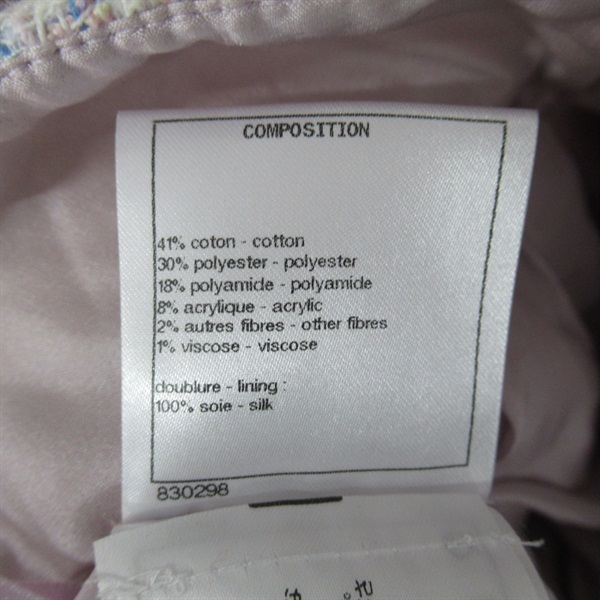 COMPOSITION
41% coton - cotton
30% polyester - polyester
18% polyamide - polyamide
8% acrylique - acrylic
2% autres fibres - other fibres
1% viscose - viscose
doublure - lining :
100% soie - silk
830298